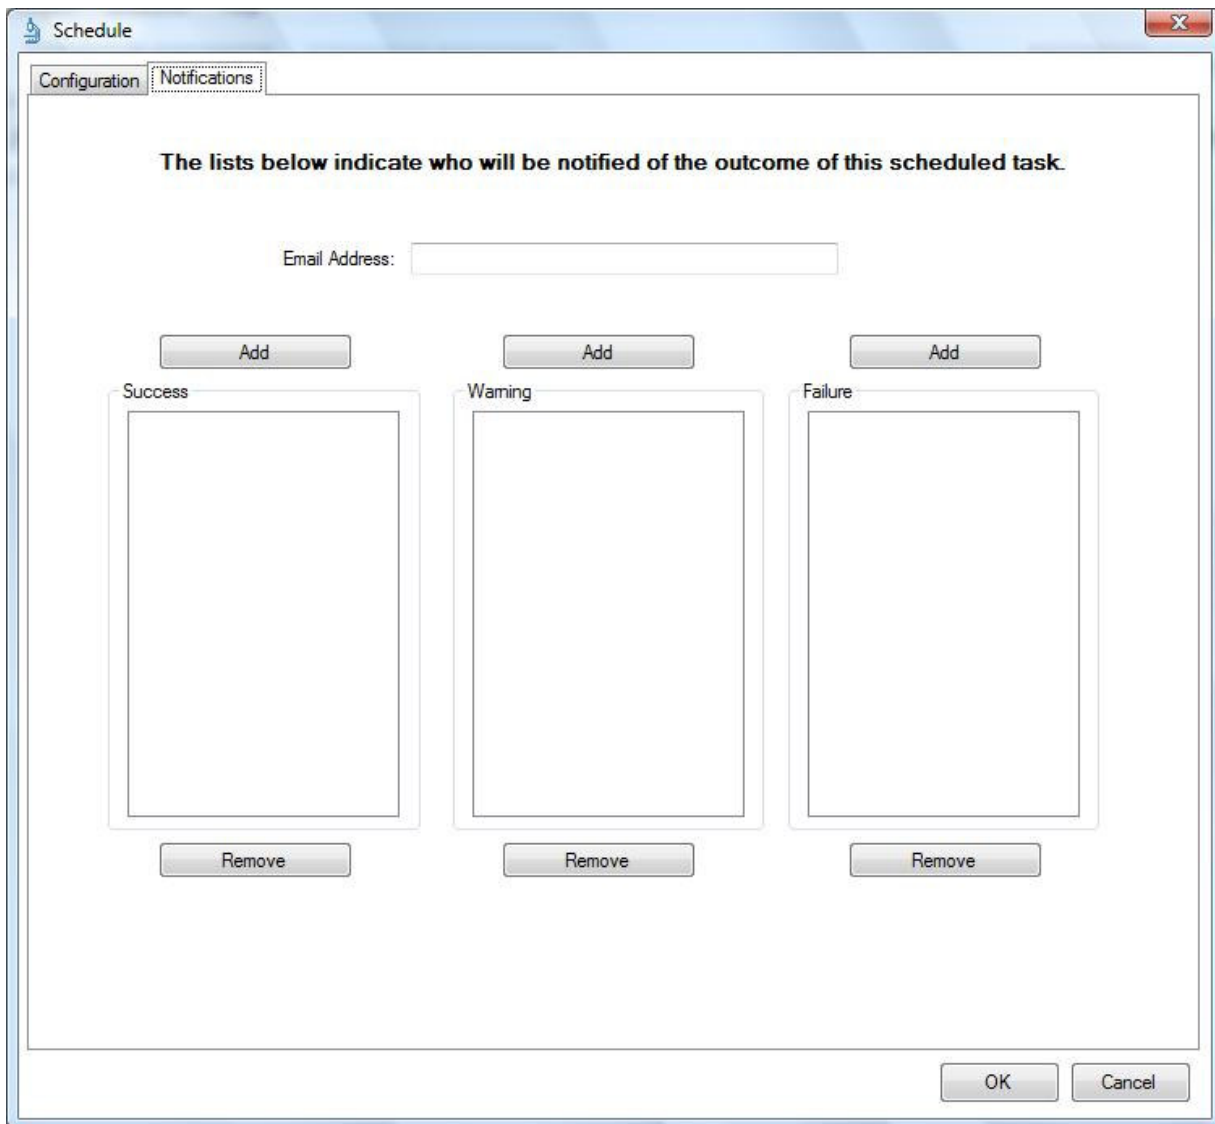 Schedule
Configuration Notifications
The lists below indicate who will be notified of the outcome of this scheduled task.
Email Address:
Add Add Add
Success Warning Failure
Remove Remove Remove
OK Cancel